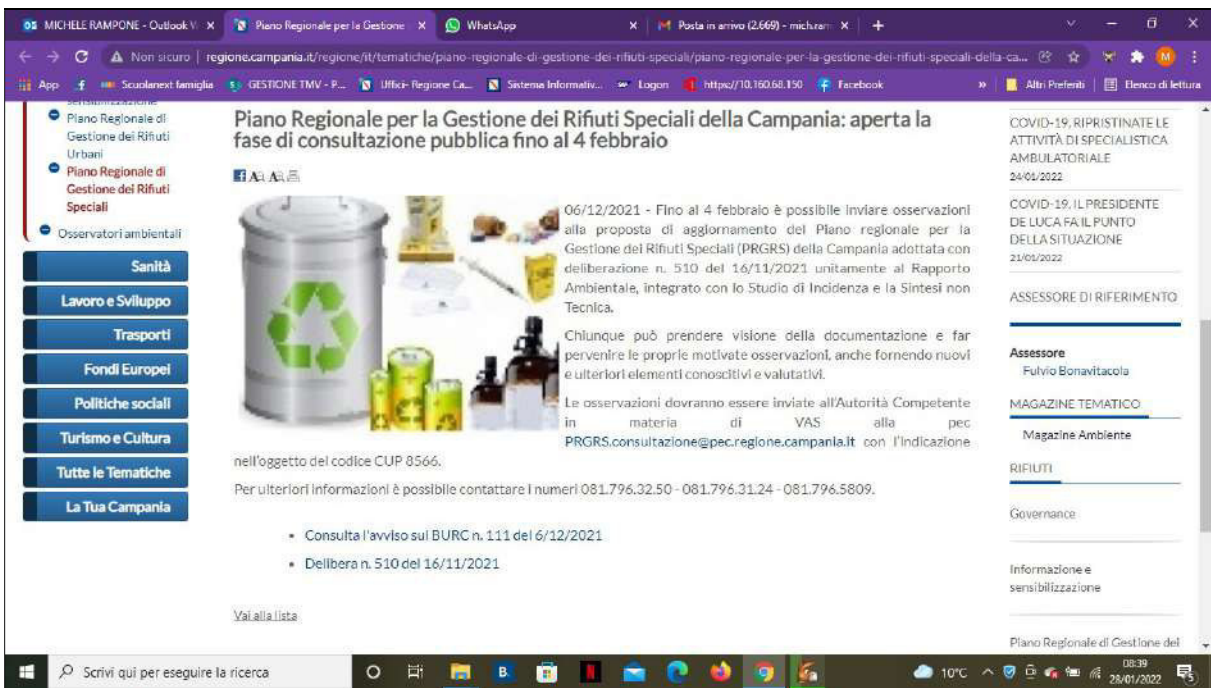 MICHELE RAMPONE - Outlook V
Piano Regionale per la Gestione
WhatsApp
Posta in arrivo (2.669) - mich.ram
Non sicuro | regione.campania.it/regione/it/tematiche/piano-regionale-di-gestione-dei-rifiuti-speciali/piano-regionale-per-la-gestione-dei-rifiuti-speciali-della-ca...
M
App
Scuolanext famiglia
GESTIONE TMV - P...
Uffici- Regione Ca...
Sistema Informativ...
Logon
https//10.160.68.150
Facebook
»
Altri Preferiti
Elenco di lettura
sensibilizzazione
Piano Regionale di
Gestione dei Rifiuti
Urbani
Piano Regionale di
Gestione dei Rifiuti
Speciali
Osservatori ambientali
Sanità
Lavoro e Sviluppo
Trasporti
Fondi Europei
Politiche sociali
Turismo e Cultura
Tutte le Tematiche
La Tua Campania
Piano Regionale per la Gestione dei Rifiuti Speciali della Campania: aperta la
fase di consultazione pubblica fino al 4 febbraio
06/12/2021 - Fino al 4 febbraio è possibile inviare osservazioni
alla proposta di aggiornamento del Piano regionale per la
Gestione dei Rifiuti Speciali (PRGRS) della Campania adottata con
deliberazione n. 510 del 16/11/2021 unitamente al Rapporto
Ambientale, integrato con lo Studio di Incidenza e la Sintesi non
Tecnica.
Chiunque può prendere visione della documentazione e far
pervenire le proprie motivate osservazioni, anche fornendo nuovi
e ulteriori elementi conoscitivi e valutativi.
Le osservazioni dovranno essere inviate all'Autorità Competente
in materia di VAS alla pec
PRGRS.consultazione@pec.regione.campania.it con l'indicazione
nell'oggetto del codice CUP 8566.
Per ulteriori informazioni è possibile contattare i numeri 081.796.32.50 - 081.796.31.24 - 081.796.5809.
Consulta l'avviso sul BURC n. 111 del 6/12/2021
Delibera n. 510 del 16/11/2021
Vai alla lista
COVID-19, RIPRISTINATE LE
ATTIVITÀ DI SPECIALISTICA
AMBULATORIALE
24/01/2022
COVID-19, IL PRESIDENTE
DE LUCA FA IL PUNTO
DELLA SITUAZIONE
21/01/2022
ASSESSORE DI RIFERIMENTO
Assessore
Fulvio Bonavitacola
MAGAZINE TEMATICO
Magazine Ambiente
RIFIUTI
Governance
Informazione e
sensibilizzazione
Piano Regionale di Gestione dei
Scrivi qui per eseguire la ricerca
B.
10°C
08:39
28/01/2022